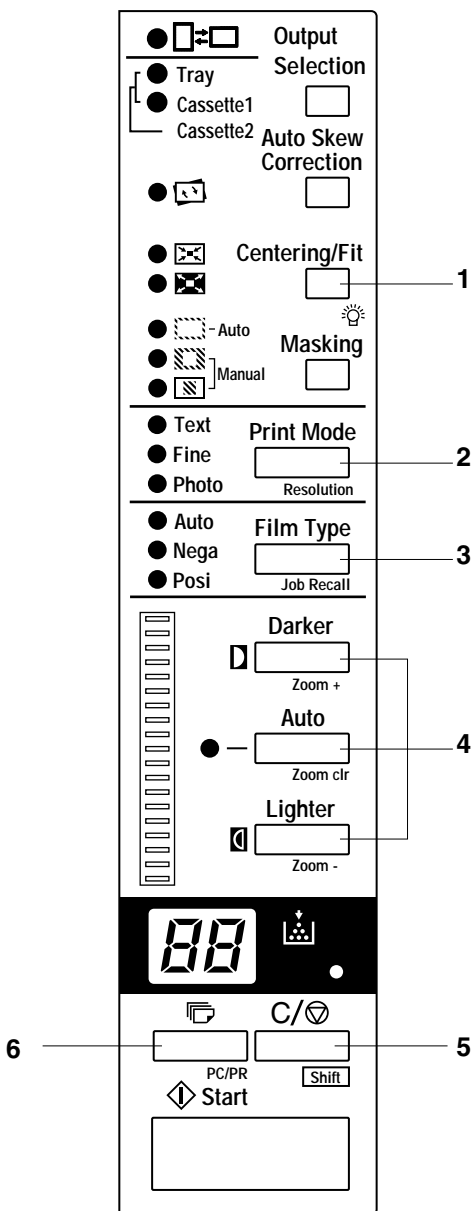 Output
Selection
Tray
Cassette1
Cassette2
Auto Skew
Correction
Centering/Fit
1
Auto
Masking
Manual
Text
Print Mode
2
Fine
Photo
Resolution
Auto
Film Type
3
Nega
Posi
Job Recall
Darker
Zoom +
Auto
4
Zoom clr
Lighter
Zoom -
88
C/
6
5
PC/PR
Shift
Start